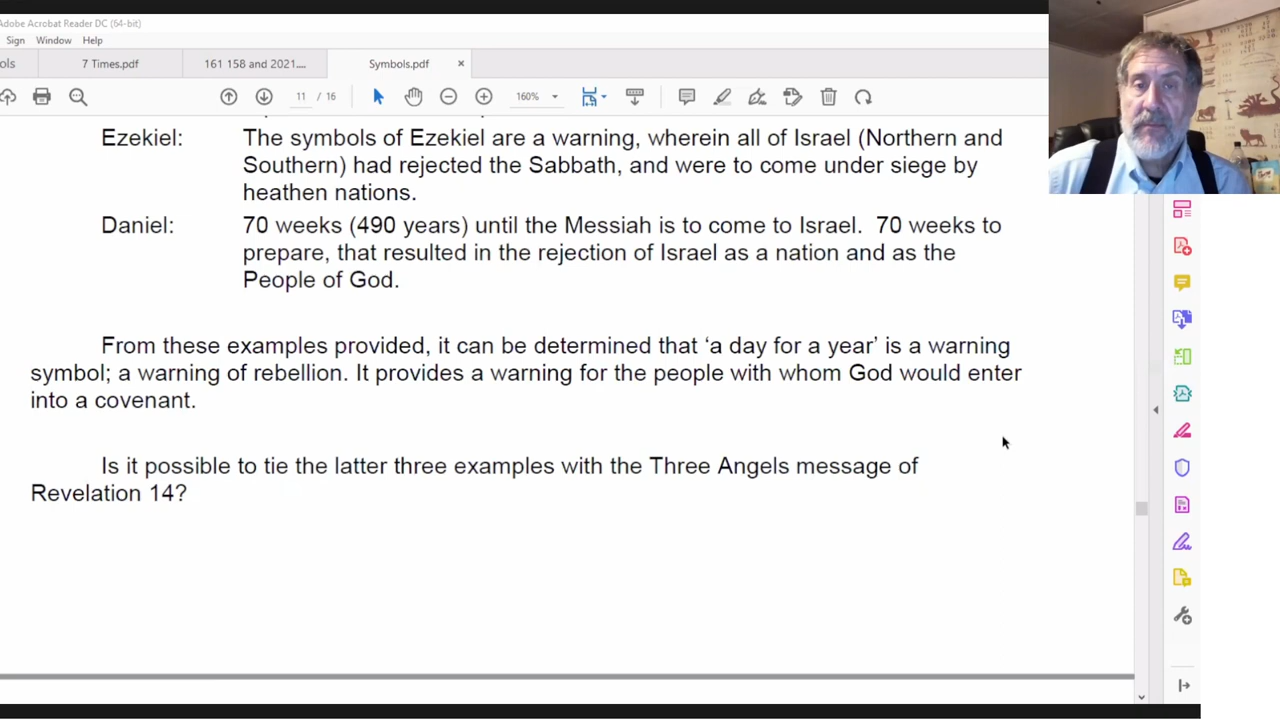 Adobe Acrobat Reader DC (64-bit)
Sign Window Help
ols 7 Times.pdf 161 158 and 2021.... Symbols.pdf ×
11 / 16 160%
Ezekiel: The symbols of Ezekiel are a warning, wherein all of Israel (Northern and
Southern) had rejected the Sabbath, and were to come under siege by
heathen nations.
Daniel: 70 weeks (490 years) until the Messiah is to come to Israel. 70 weeks to
prepare, that resulted in the rejection of Israel as a nation and as the
People of God.
From these examples provided, it can be determined that ‘a day for a year’ is a warning
symbol; a warning of rebellion. It provides a warning for the people with whom God would enter
into a covenant.
Is it possible to tie the latter three examples with the Three Angels message of
Revelation 14?